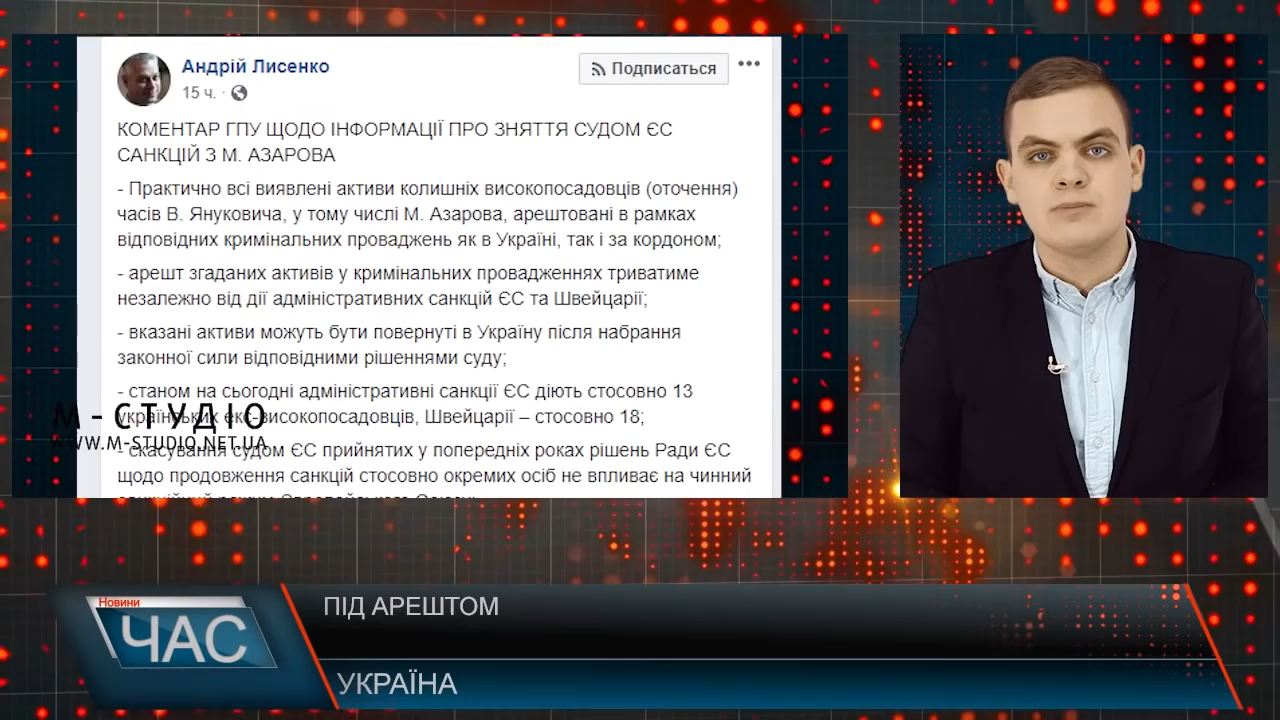 Андрій Лисенко
Подписаться
15 ч.
КОМЕНТАР ГПУ ЩОДО ІНФОРМАЦІЇ ПРО ЗНЯТТЯ СУДОМ ЄС
САНКЦІЙ З М. АЗАРОВА
- Практично всі виявлені активи колишніх високопосадовців (оточення)
часів В. Януковича, у тому числі М. Азарова, арештовані в рамках
відповідних кримінальних проваджень як в Україні, так і за кордоном;
- арешт згаданих активів у кримінальних провадженнях триватиме
незалежно від дії адміністративних санкцій ЄС та Швейцарії;
- вказані активи можуть бути повернуті в Україну після набрання
законної сили відповідними рішеннями суду;
- станом на сьогодні адміністративні санкції ЄС діють стосовно 13
українських екс-високопосадовців, Швейцарії – стосовно 18;
М - СТУДІО
WWW.M-STUDIO.NET.UA
- скасування судом ЄС прийнятих у попередніх роках рішень Ради ЄС
щодо продовження санкцій стосовно окремих осіб не впливає на чинний
Новини
ЧАС
ПІД АРЕШТОМ
УКРАЇНА